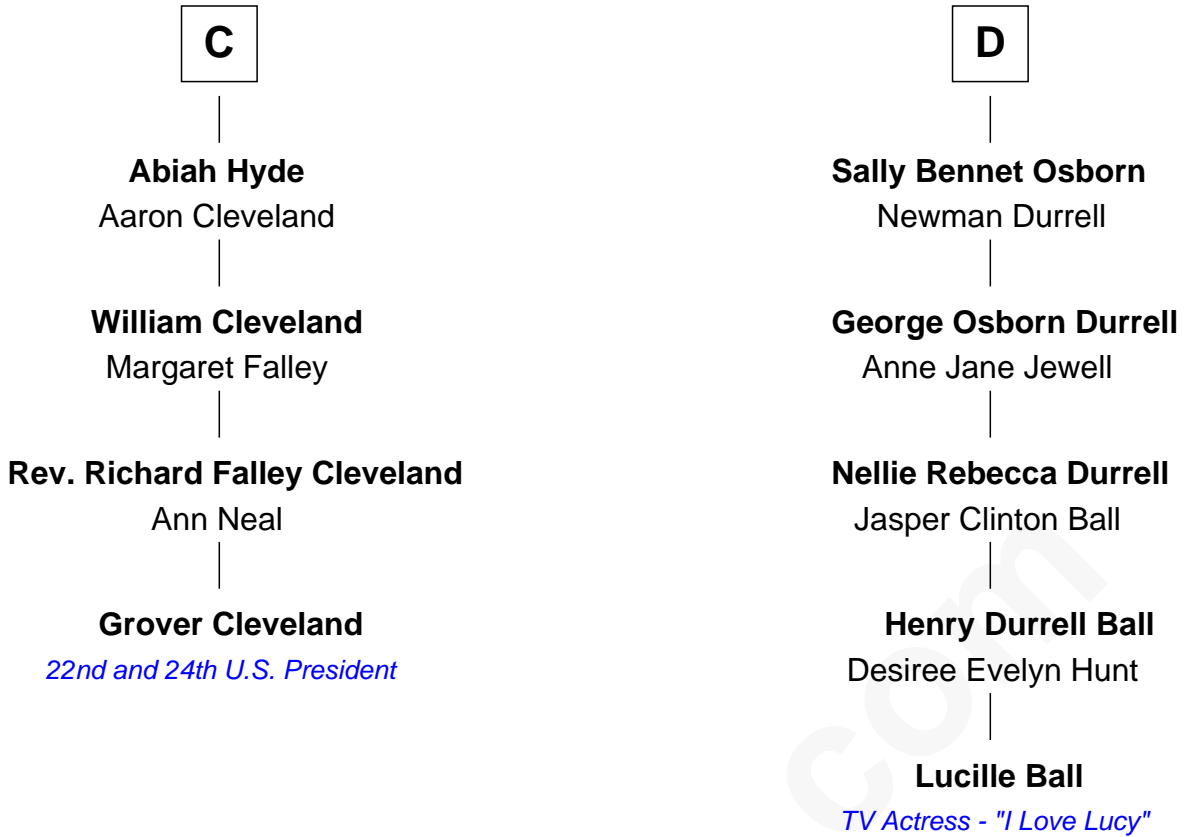 C
Abiah Hyde
Aaron Cleveland
William Cleveland
Margaret Falley
Rev. Richard Falley Cleveland
Ann Neal
Grover Cleveland
22nd and 24th U.S. President
D
Sally Bennet Osborn
Newman Durrell
George Osborn Durrell
Anne Jane Jewell
Nellie Rebecca Durrell
Jasper Clinton Ball
Henry Durrell Ball
Desiree Evelyn Hunt
Lucille Ball
TV Actress - "I Love Lucy"
com